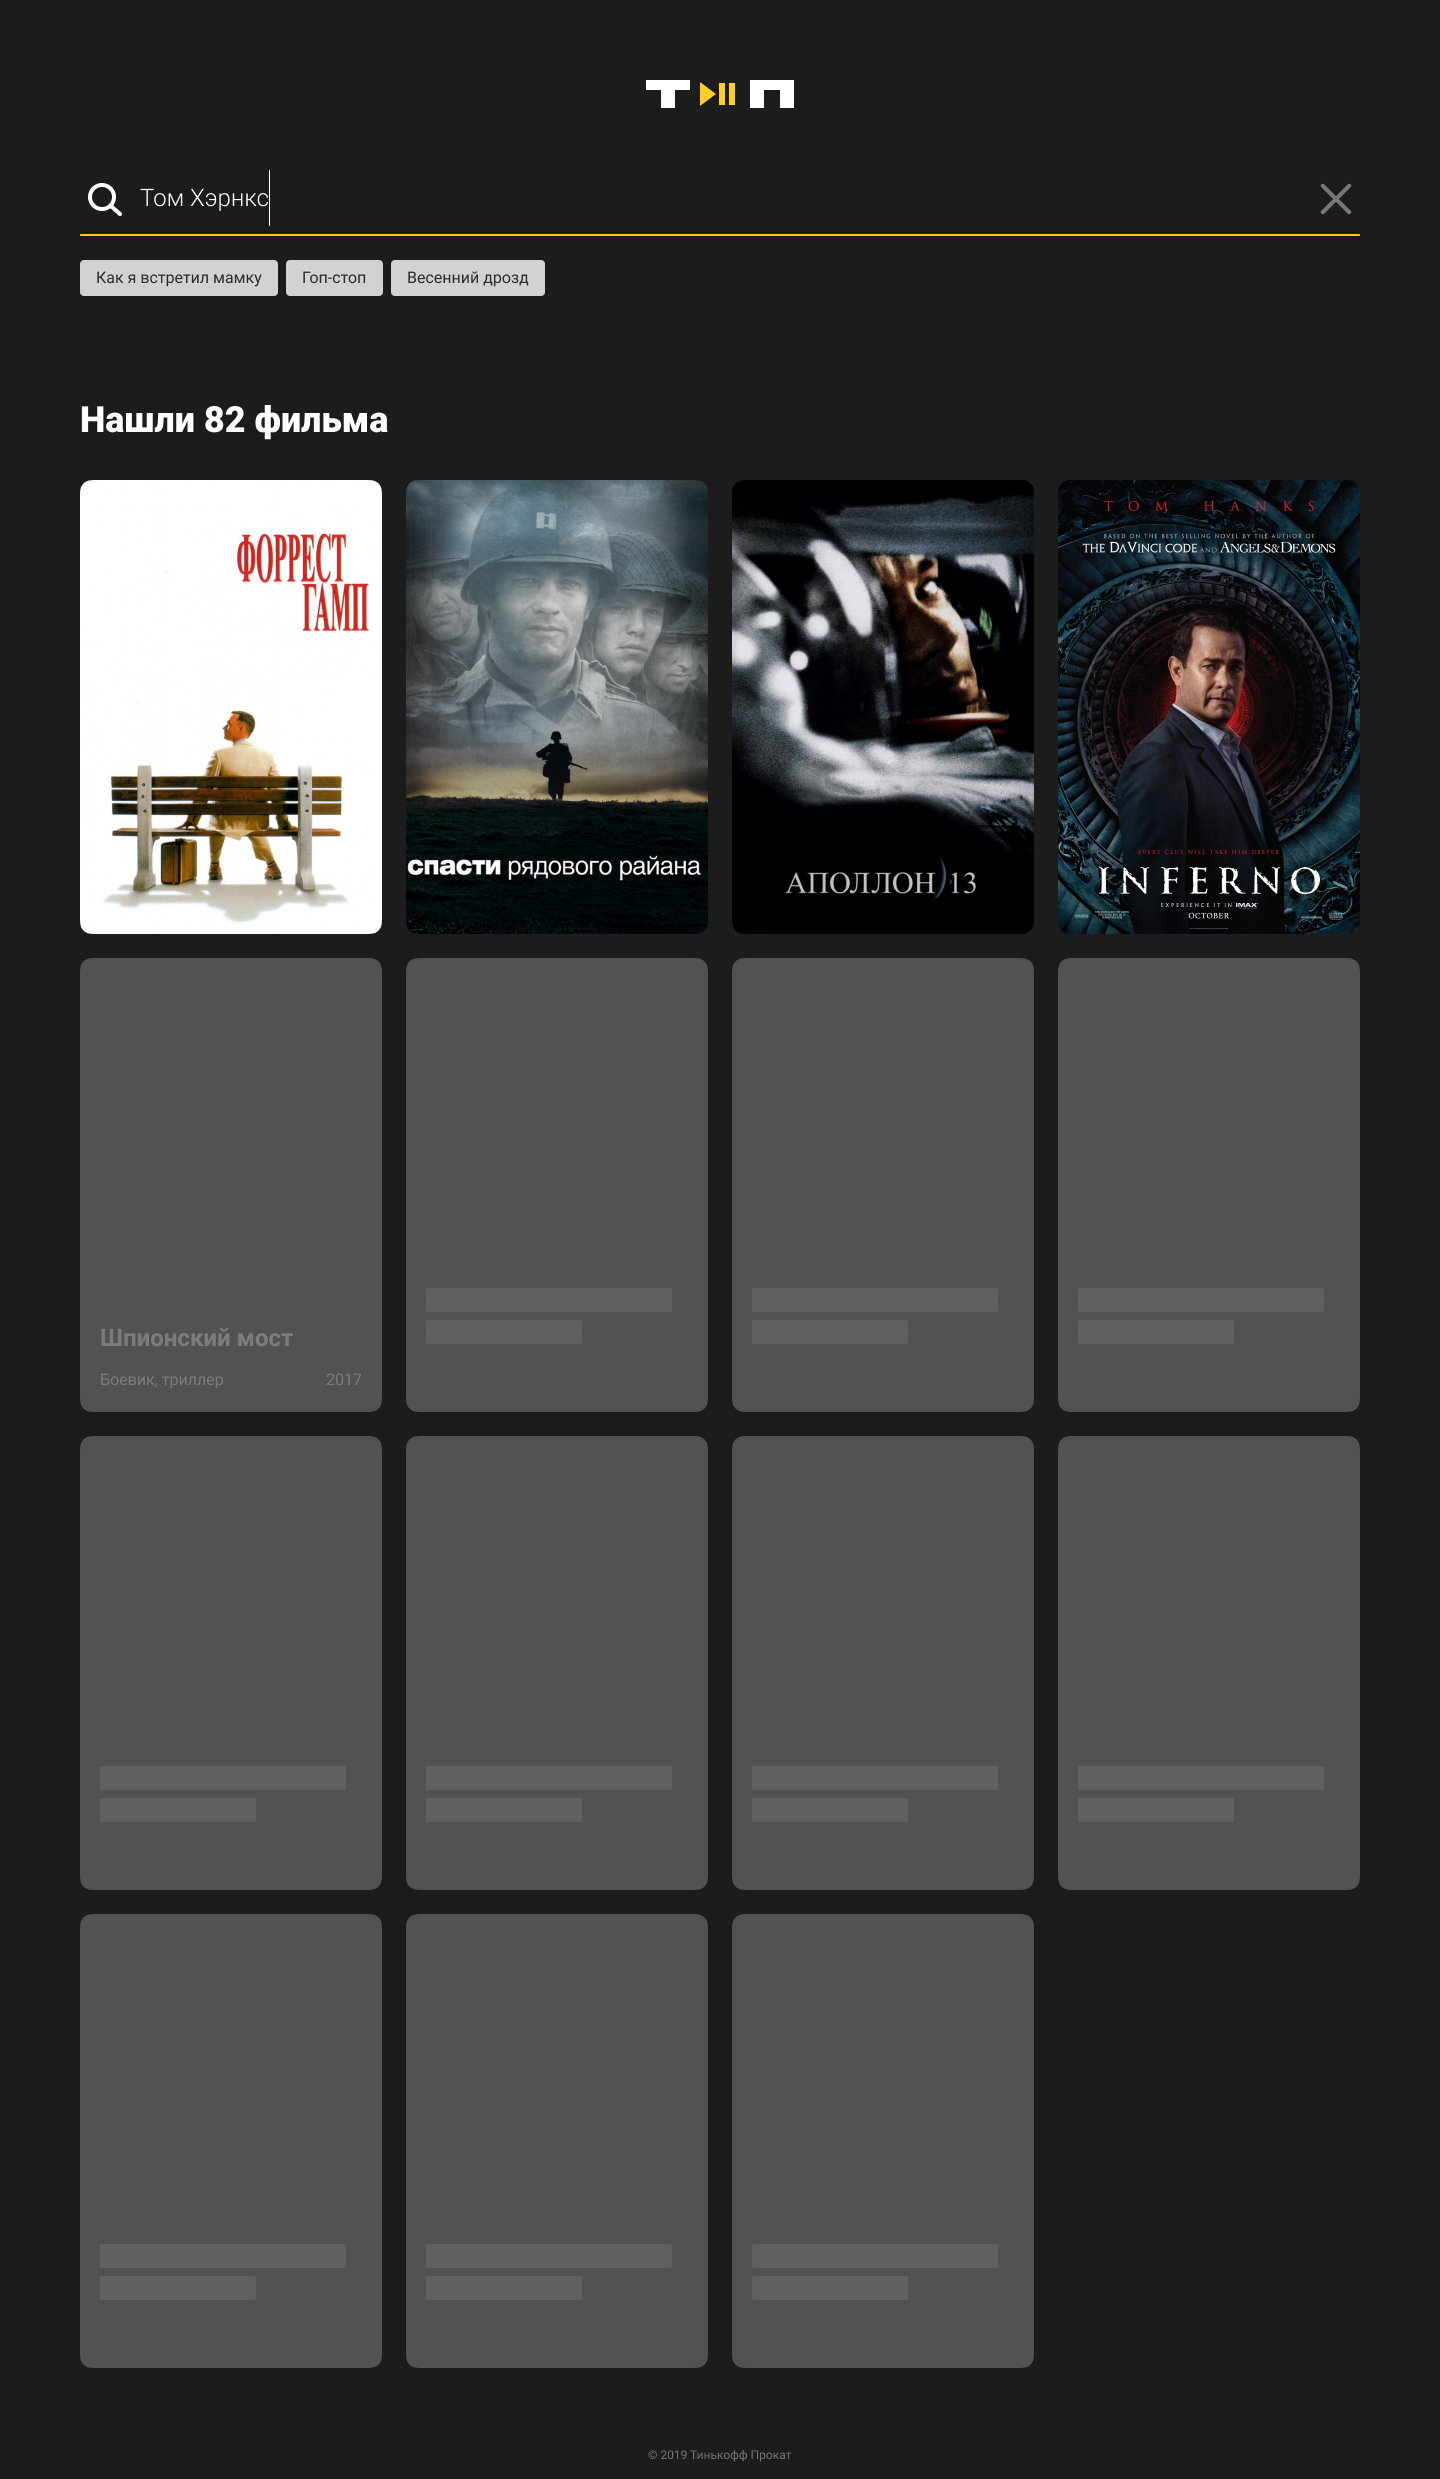 Т П
Том Хэрнкс
Как я встретил мамку
Гоп-стоп
Весенний дрозд
Нашли 82 фильма
ФОРРЕСТ
ГАМП
спасти рядового райана
АПОЛЛОН 13
TOM HANKS
BASED ON THE BEST-SELLING NOVEL BY THE AUTHOR OF
THE DAVINCI CODE AND ANGELS&DEMONS
EVERY CLUE WILL TAKE HIM DEEPER
INFERNO
EXPERIENCE IT IN IMAX
OCTOBER
Шпионский мост
Боевик, триллер
2017
© 2019 Тинькофф Прокат